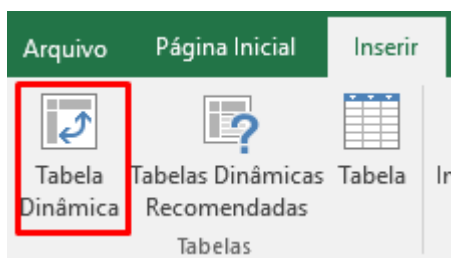 Arquivo Página Inicial Inserir
Tabela Tabelas Dinâmicas Tabela
Dinâmica Recomendadas
Tabelas